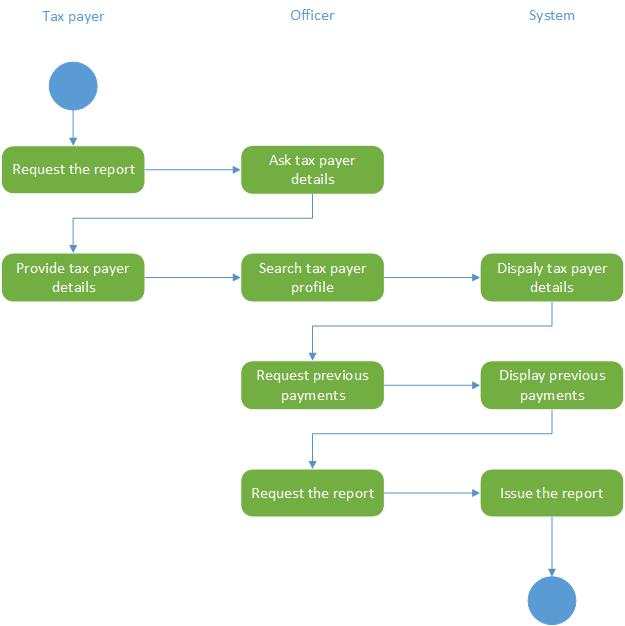 Tax payer
Officer
System
Request the report
Ask tax payer
details
Provide tax payer
details
Search tax payer
profile
Dispaly tax payer
details
Request previous
payments
Display previous
payments
Request the report
Issue the report